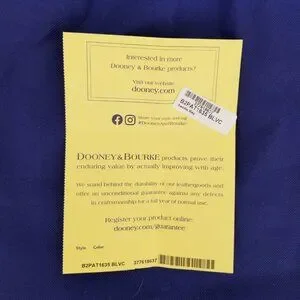 Interested in more
Dooney & Bourke products?
Visit our website
dooney.com
Share your style with us!
#DooneyAndBourke
B2PAT1635 BLVC
DOONEY & BOURKE products prove their
enduring value by actually improving with age.
We stand behind the durability of our leathergoods and
offer an unconditional guarantee against any defects
in craftsmanship for a full year of normal use.
Register your product online:
dooney.com/guarantee
Style Color
B2PAT1635 BLVC